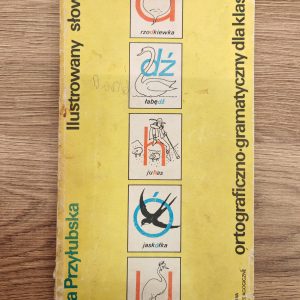 a Przyłubska
Ilustrowany słow
ortograficzno-gramatyczny dla klas
u
rzodkiewka
dź
łabędź
h
juhas
ó
jaskółka
u